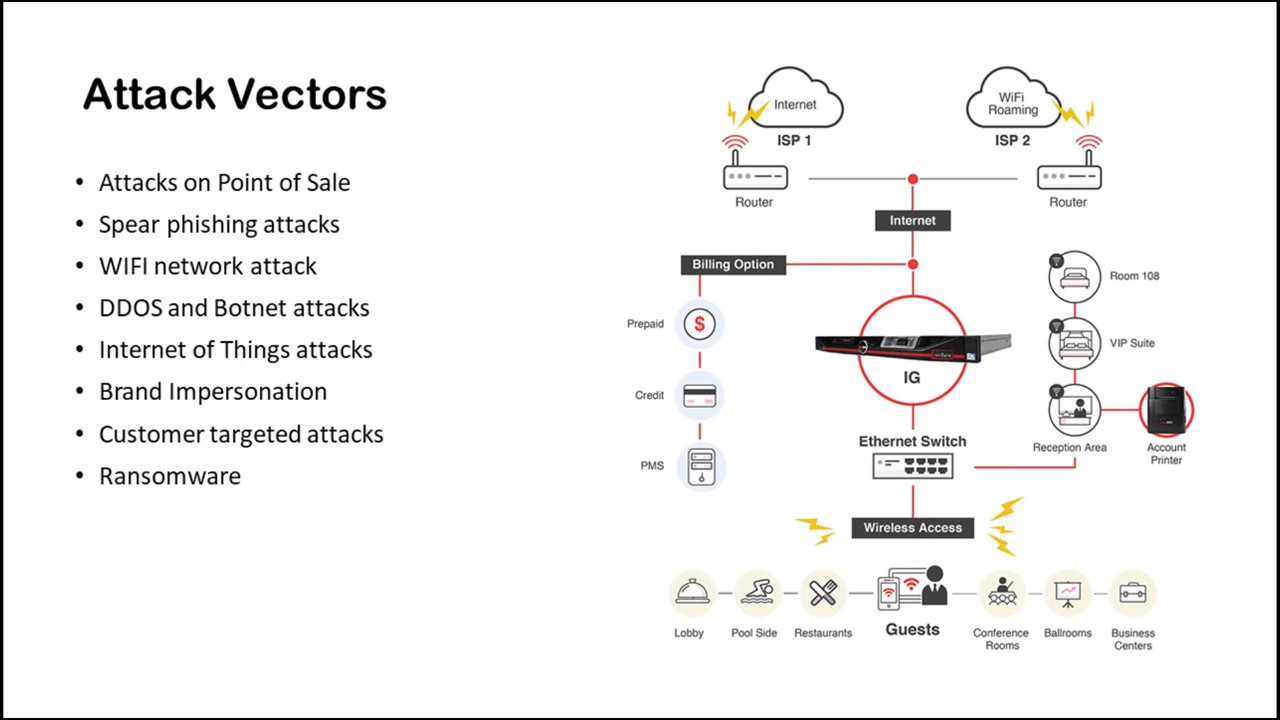 Attack Vectors
• Attacks on Point of Sale
• Spear phishing attacks
• WIFI network attack
• DDOS and Botnet attacks
• Internet of Things attacks
• Brand Impersonation
• Customer targeted attacks
• Ransomware
Internet
ISP 1
Router
WiFi
Roaming
ISP 2
Router
Internet
Billing Option
Prepaid
$
Credit
PMS
IG
Room 108
VIP Suite
Reception Area
Account
Printer
Ethernet Switch
Wireless Access
Lobby
Pool Side
Restaurants
Guests
Conference
Rooms
Ballrooms
Business
Centers